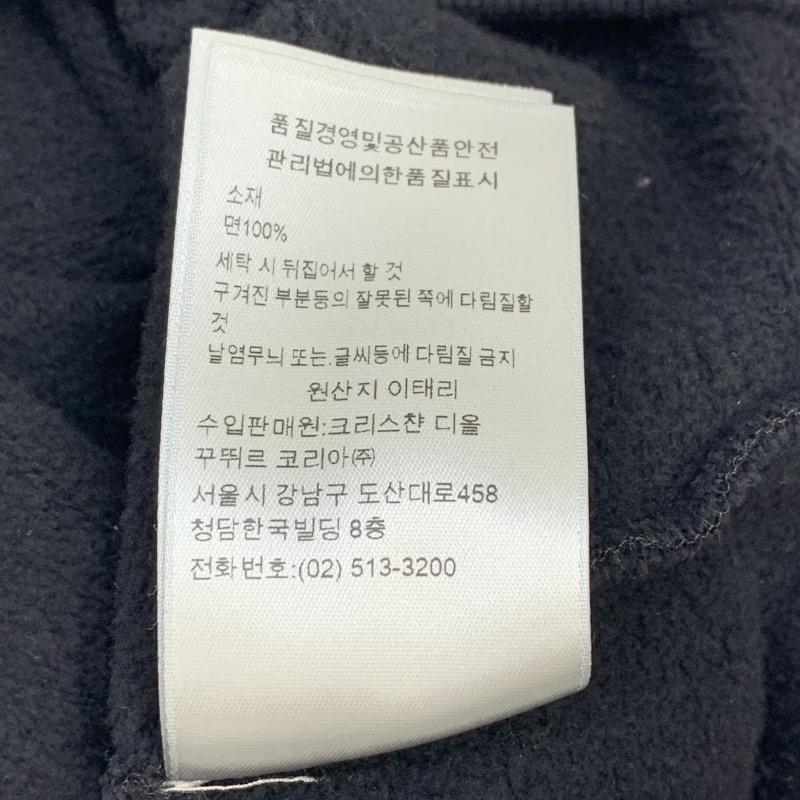 품질경영및공산품안전
관리법에의한품질표시
소재
면100%
세탁 시 뒤집어서 할 것
구겨진 부분등의 잘못된 쪽에 다림질할
것
날염무늬 또는.글씨등에 다림질 금지
원산지 이태리
수입판매원:크리스챤 디올
꾸뛰르 코리아㈜
서울시 강남구 도산대로458
청담한국빌딩 8층
전화번호:(02) 513-3200